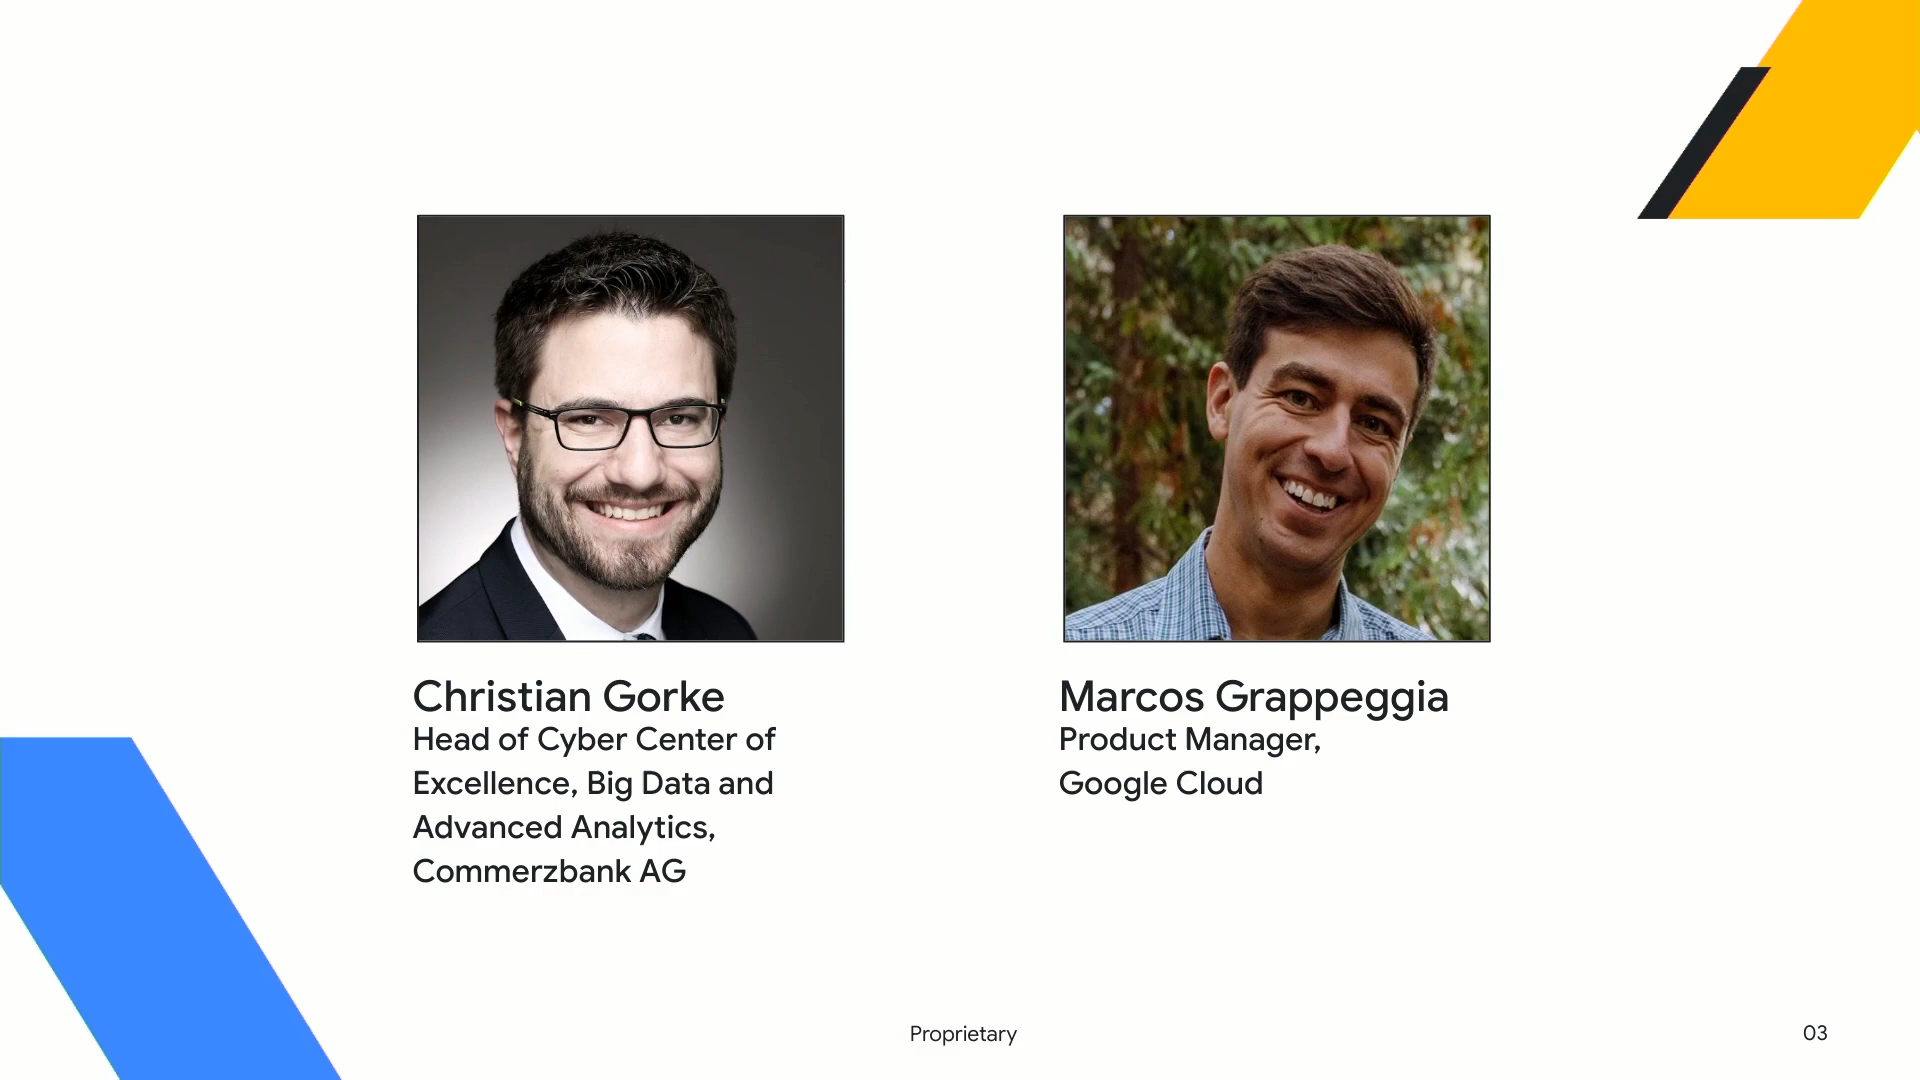 Christian Gorke
Head of Cyber Center of
Excellence, Big Data and
Advanced Analytics,
Commerzbank AG
Marcos Grappeggia
Product Manager,
Google Cloud
Proprietary
03